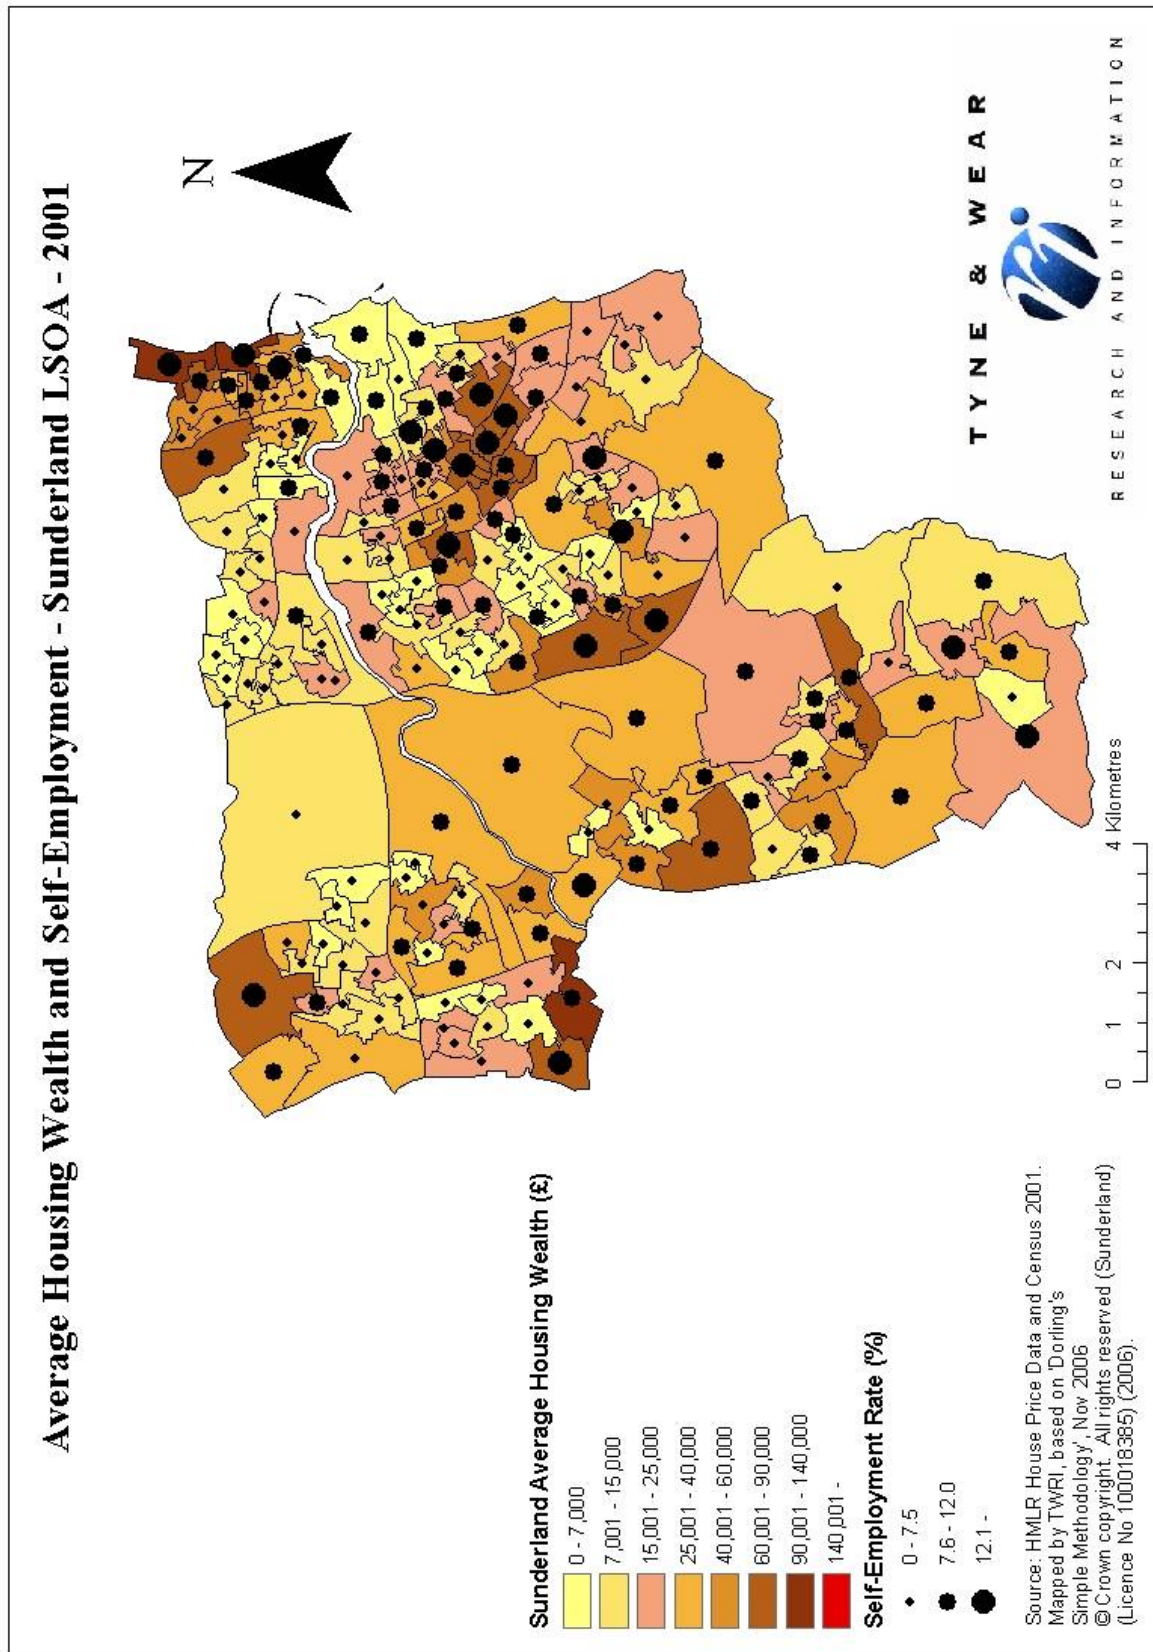 Average Housing Wealth and Self-Employment - Sunderland LSOA - 2001
N
Sunderland Average Housing Wealth (£)
0 - 7,000
7,001 - 15,000
15,001 - 25,000
25,001 - 40,000
40,001 - 60,000
60,001 - 90,000
90,001 - 140,000
140,001 -
Self-Employment Rate (%)
0 - 7.5
7.6 - 12.0
12.1 -
Source: HMLR House Price Data and Census 2001.
Mapped by TWRI, based on 'Dorling's
Simple Methodology', Nov 2006
© Crown copyright. All rights reserved (Sunderland)
(Licence No 100018385) (2006).
0 1 2 4 Kilometres
TYNE & WEAR
RESEARCH AND INFORMATION